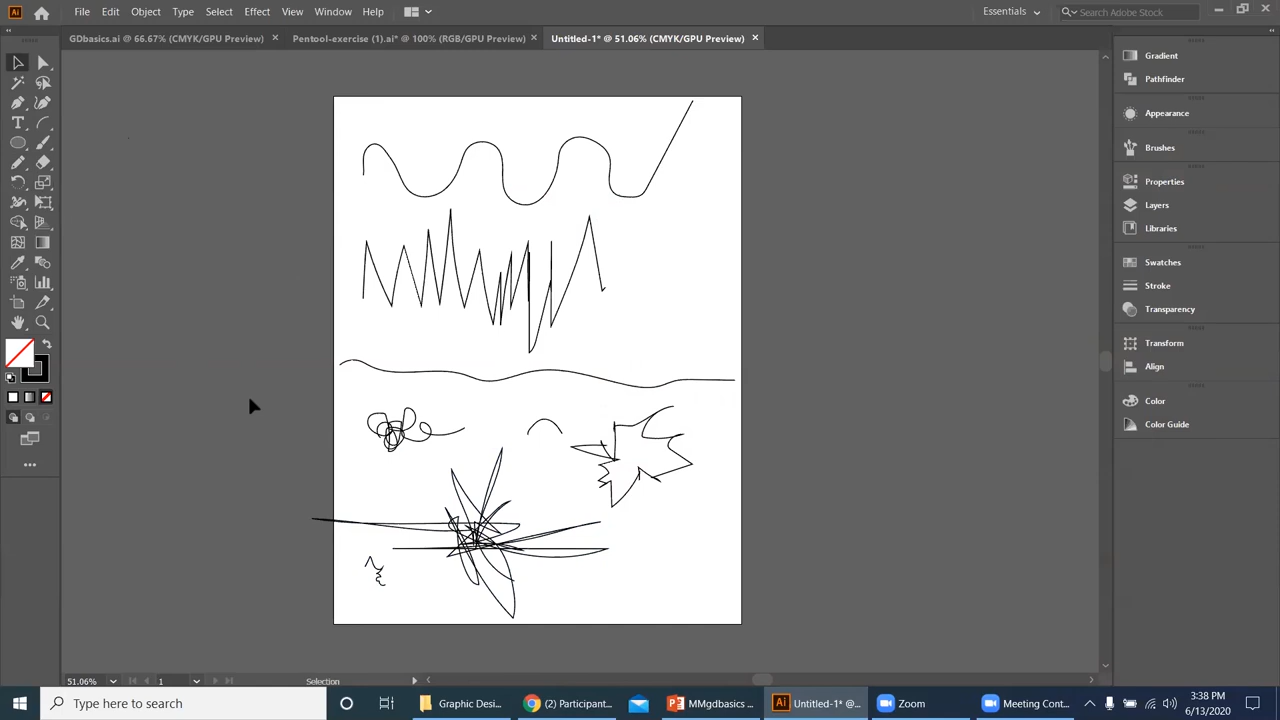 Ai File Edit Object Type Select Effect View Window Help Essentials Search Adobe Stock
GDbasics.ai @ 66.67% (CMYK/GPU Preview) × Pentool-exercise (1).ai* @ 100% (RGB/GPU Preview) × Untitled-1* @ 51.06% (CMYK/GPU Preview) ×
Gradient
Pathfinder
Appearance
Brushes
Properties
Layers
Libraries
Swatches
Stroke
Transparency
Transform
Align
Color
Color Guide
51.06% 1 Selection
Type here to search Graphic Desi... (2) Participant... MMgdbasics ... Untitled-1* @... Zoom Meeting Cont... 3:38 PM
6/13/2020